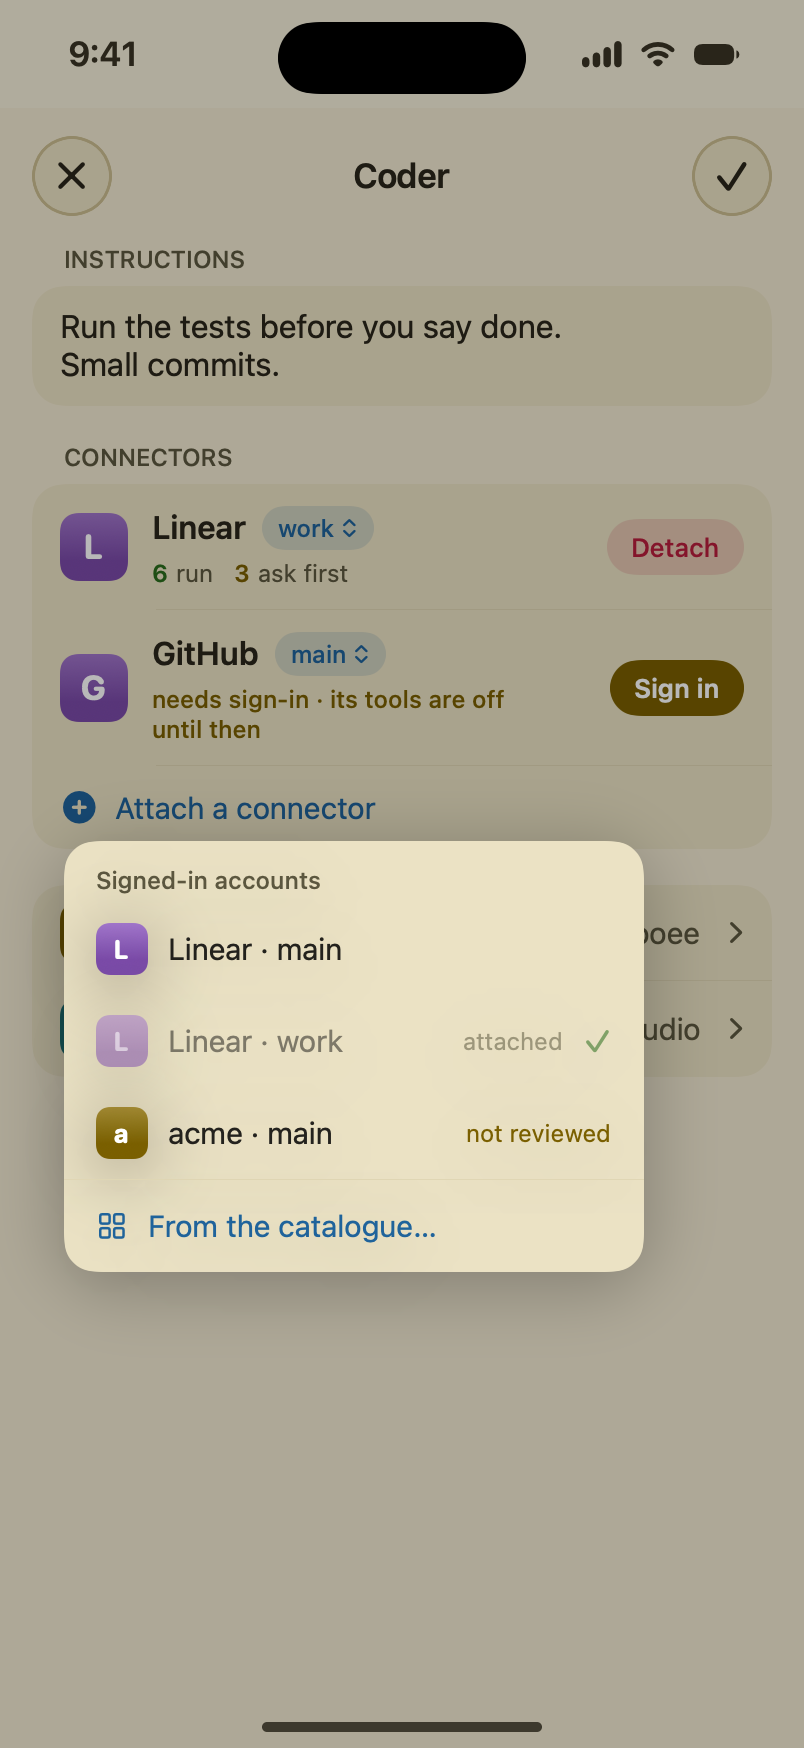 9:41
Coder
INSTRUCTIONS
Run the tests before you say done.
Small commits.
CONNECTORS
L
Linear
work
6 run 3 ask first
Detach
G
GitHub
main
needs sign-in · its tools are off
until then
Sign in
Attach a connector
Signed-in accounts
L
Linear · main
L
Linear · work
attached
a
acme · main
not reviewed
From the catalogue...